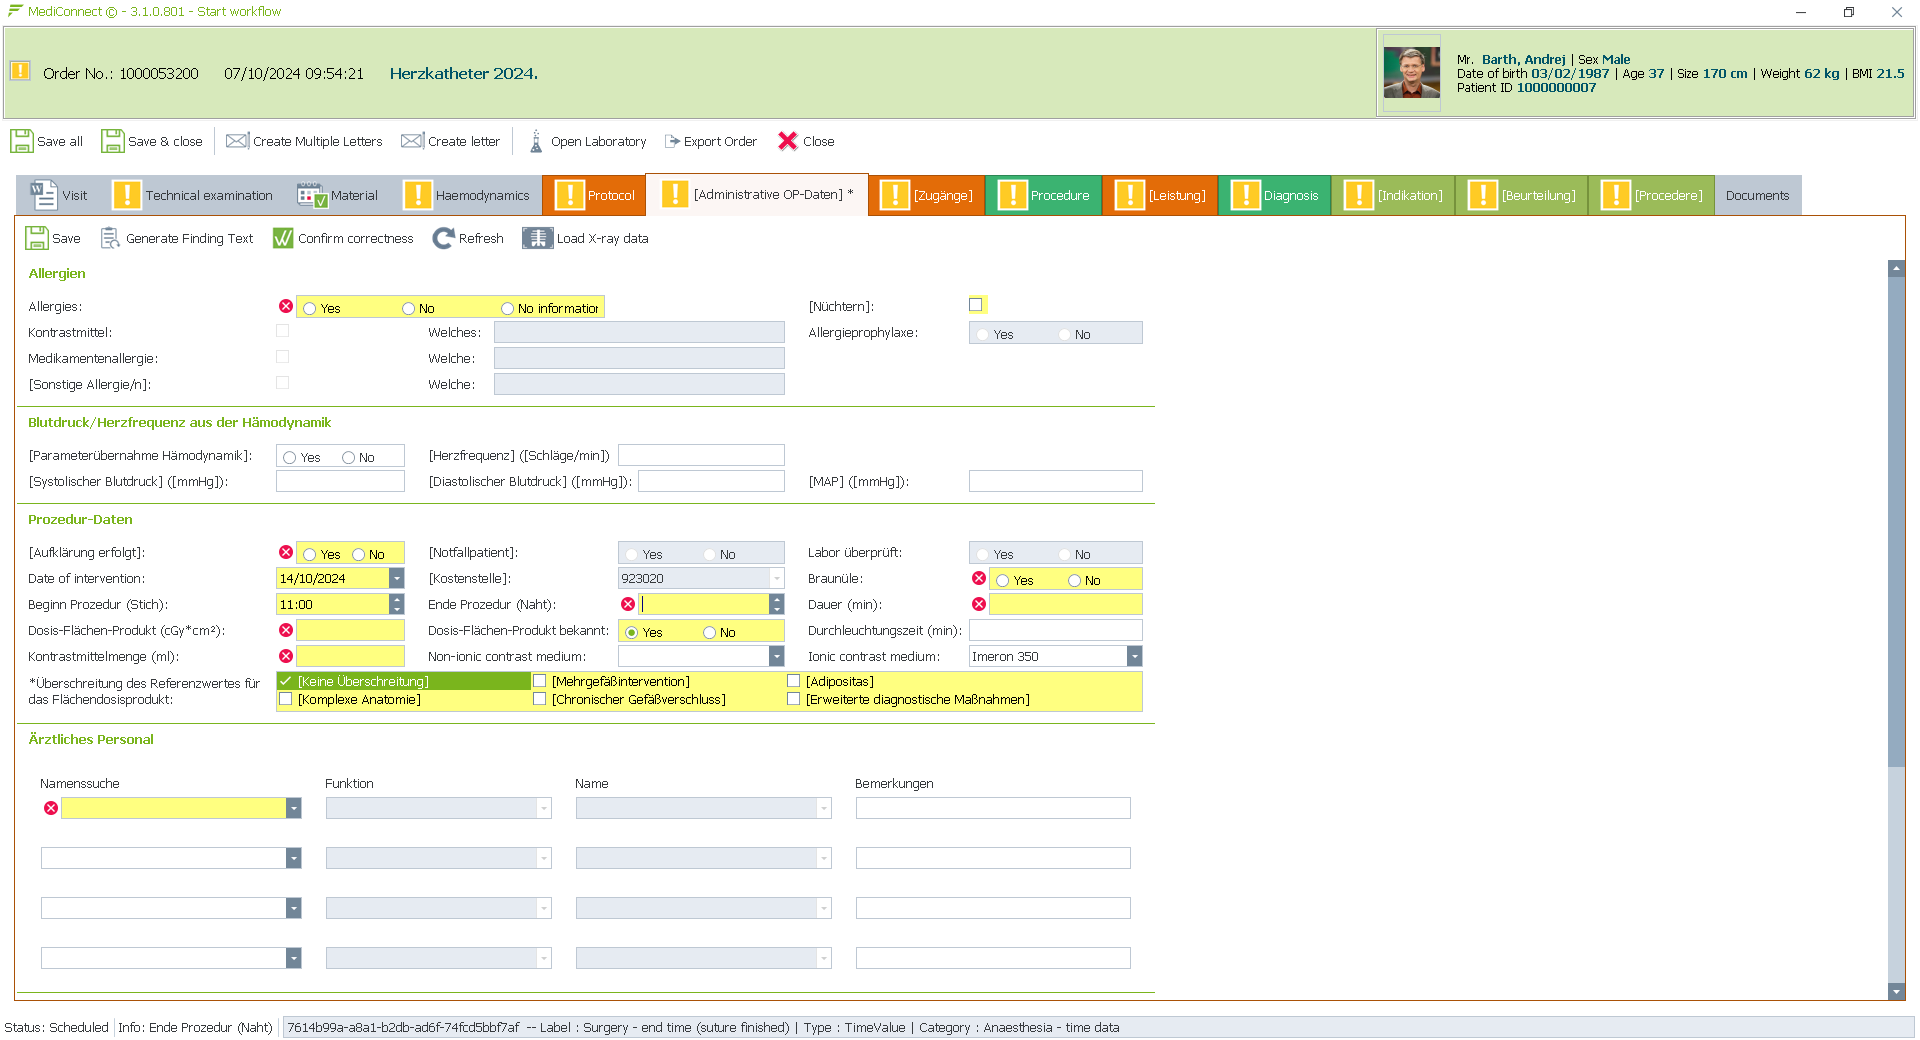 MediConnect © - 3.1.0.801 - Start workflow
Order No.: 1000053200 07/10/2024 09:54:21 Herzkatheter 2024.
Mr. Barth, Andrej | Sex Male
Date of birth 03/02/1987 | Age 37 | Size 170 cm | Weight 62 kg | BMI 21.5
Patient ID 1000000007
Save all Save & close Create Multiple Letters Create letter Open Laboratory Export Order Close
Visit Technical examination Material Haemodynamics Protocol [Administrative OP-Daten] * [Zugänge] Procedure [Leistung] Diagnosis [Indikation] [Beurteilung] [Procedere] Documents
Save Generate Finding Text Confirm correctness Refresh Load X-ray data
Allergien
Allergies: Yes No No information [Nüchtern]:
Kontrastmittel: Welches: Allergieprophylaxe: Yes No
Medikamentenallergie: Welche:
[Sonstige Allergie/n]: Welche:
Blutdruck/Herzfrequenz aus der Hämodynamik
[Parameterübernahme Hämodynamik]: Yes No [Herzfrequenz] ([Schläge/min])
[Systolischer Blutdruck] ([mmHg]): [Diastolischer Blutdruck] ([mmHg]): [MAP] ([mmHg]):
Prozedur-Daten
[Aufklärung erfolgt]: Yes No [Notfallpatient]: Yes No Labor überprüft: Yes No
Date of intervention: 14/10/2024 [Kostenstelle]: 923020 Braunüle: Yes No
Beginn Prozedur (Stich): 11:00 Ende Prozedur (Naht): Dauer (min):
Dosis-Flächen-Produkt (cGy*cm²): Dosis-Flächen-Produkt bekannt: Yes No Durchleuchtungszeit (min):
Kontrastmittelmenge (ml): Non-ionic contrast medium: Ionic contrast medium: Imeron 350
*Überschreitung des Referenzwertes für das Flächendosisprodukt: [Keine Überschreitung] [Mehrgefäßintervention] [Adipositas]
[Komplexe Anatomie] [Chronischer Gefäßverschluss] [Erweiterte diagnostische Maßnahmen]
Ärztliches Personal
Namenssuche Funktion Name Bemerkungen
Status: Scheduled Info: Ende Prozedur (Naht) 7614b99a-a8a1-b2db-ad6f-74fcd5bbf7af -- Label : Surgery - end time (suture finished) | Type : TimeValue | Category : Anaesthesia - time data